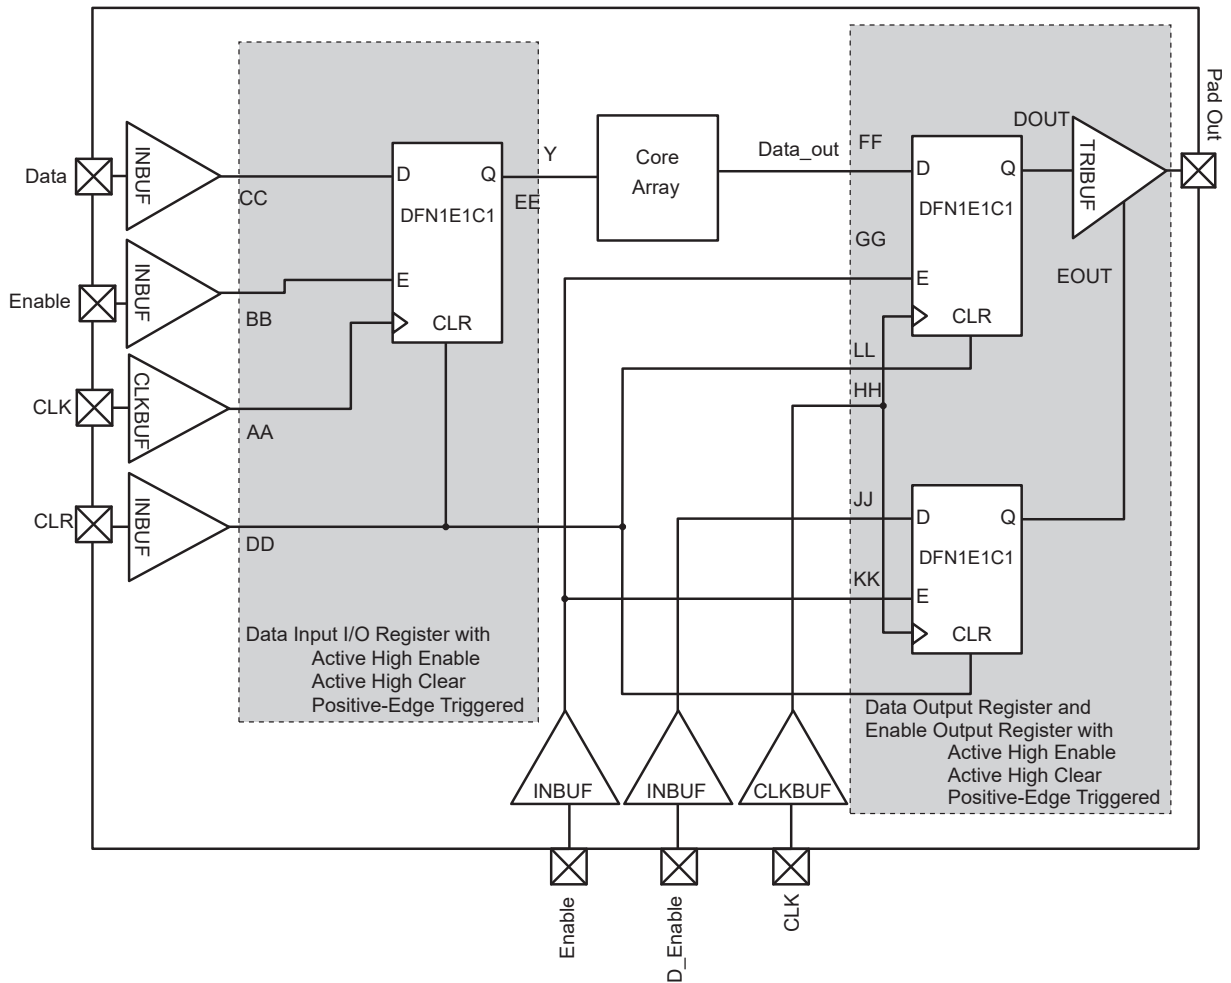 Pad Out
DOUT
Data
INBUF
CC
D
Q
DFN1E1C1
E
CLR
Y
EE
Core
Array
Data_out
FF
D
Q
DFN1E1C1
GG
E
CLR
TRIBUF
EOUT
Enable
INBUF
BB
CLK
CLKBUF
AA
LL
HH
CLR
INBUF
DD
JJ
D
Q
DFN1E1C1
KK
E
CLR
Data Input I/O Register with
Active High Enable
Active High Clear
Positive-Edge Triggered
Data Output Register and
Enable Output Register with
Active High Enable
Active High Clear
Positive-Edge Triggered
INBUF
INBUF
CLKBUF
Enable
D_Enable
CLK